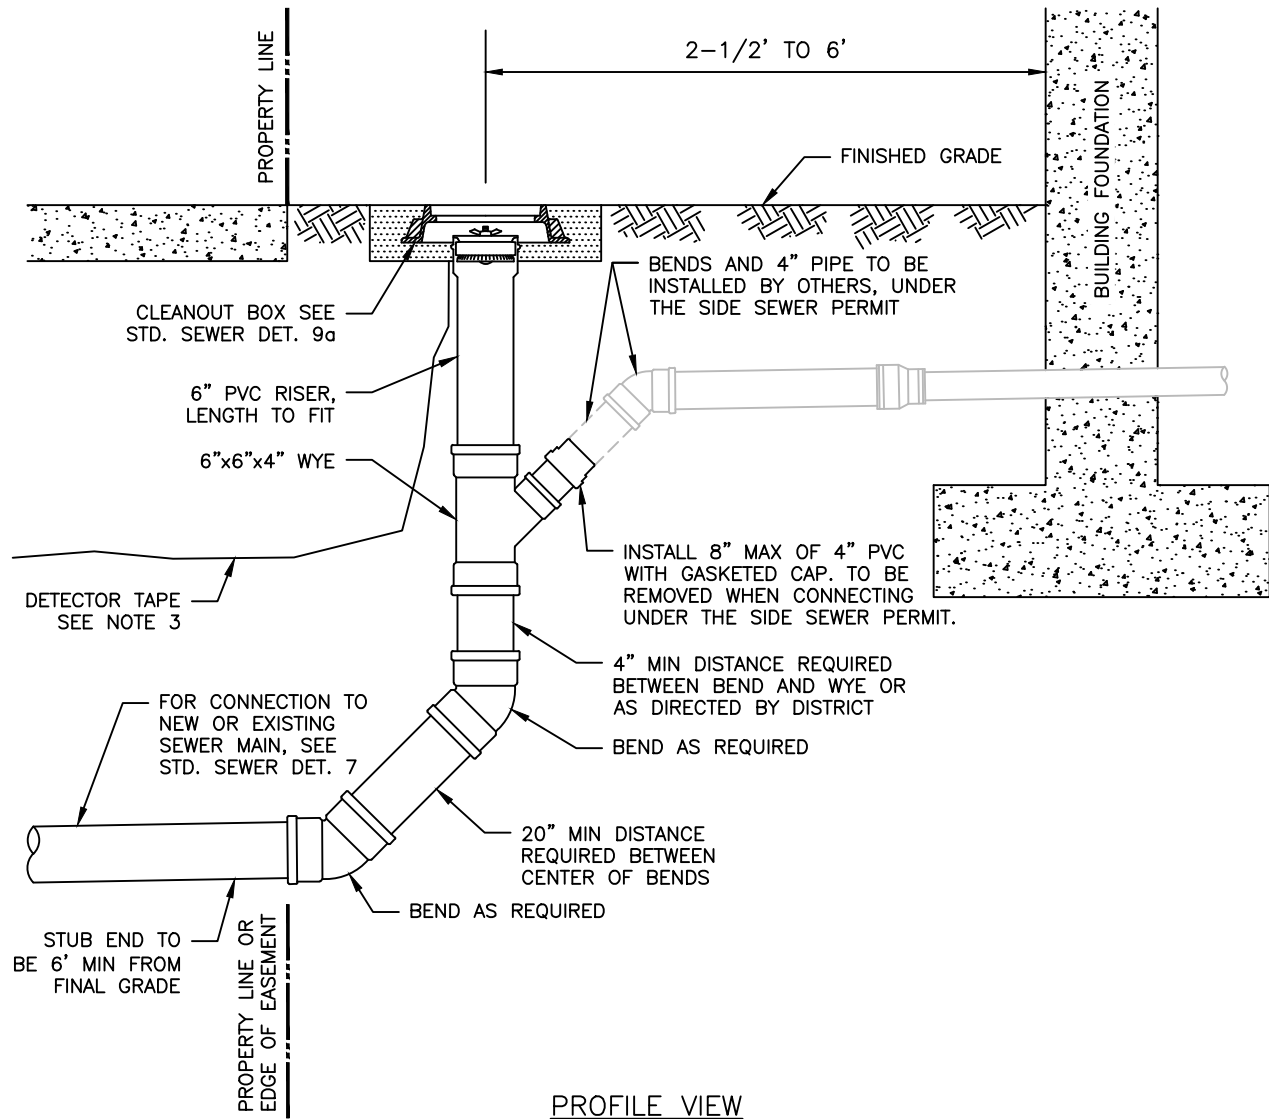 PROPERTY LINE
2-1/2' TO 6'
BUILDING FOUNDATION
FINISHED GRADE
BENDS AND 4" PIPE TO BE
INSTALLED BY OTHERS, UNDER
THE SIDE SEWER PERMIT
CLEANOUT BOX SEE
STD. SEWER DET. 9a
6" PVC RISER,
LENGTH TO FIT
6"x6"x4" WYE
INSTALL 8" MAX OF 4" PVC
WITH GASKETED CAP. TO BE
REMOVED WHEN CONNECTING
UNDER THE SIDE SEWER PERMIT.
DETECTOR TAPE
SEE NOTE 3
4" MIN DISTANCE REQUIRED
BETWEEN BEND AND WYE OR
AS DIRECTED BY DISTRICT
FOR CONNECTION TO
NEW OR EXISTING
SEWER MAIN, SEE
STD. SEWER DET. 7
BEND AS REQUIRED
20" MIN DISTANCE
REQUIRED BETWEEN
CENTER OF BENDS
BEND AS REQUIRED
STUB END TO
BE 6' MIN FROM
FINAL GRADE
PROPERTY LINE OR
EDGE OF EASEMENT
PROFILE VIEW